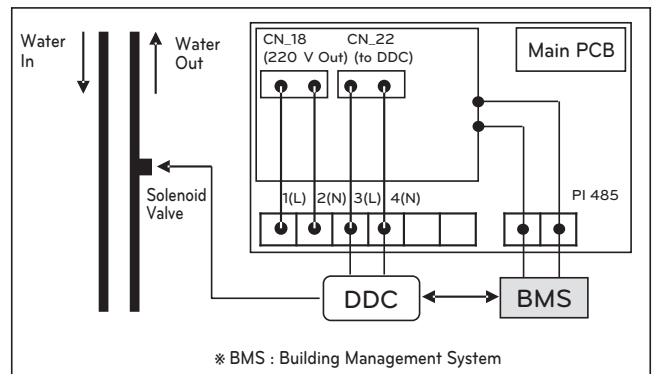 Water
In
Water
Out
CN_18
(220 V Out)
CN_22
(to DDC)
Main PCB
Solenoid
Valve
1(L) 2(N) 3(L) 4(N)
PI 485
DDC
BMS
※ BMS : Building Management System